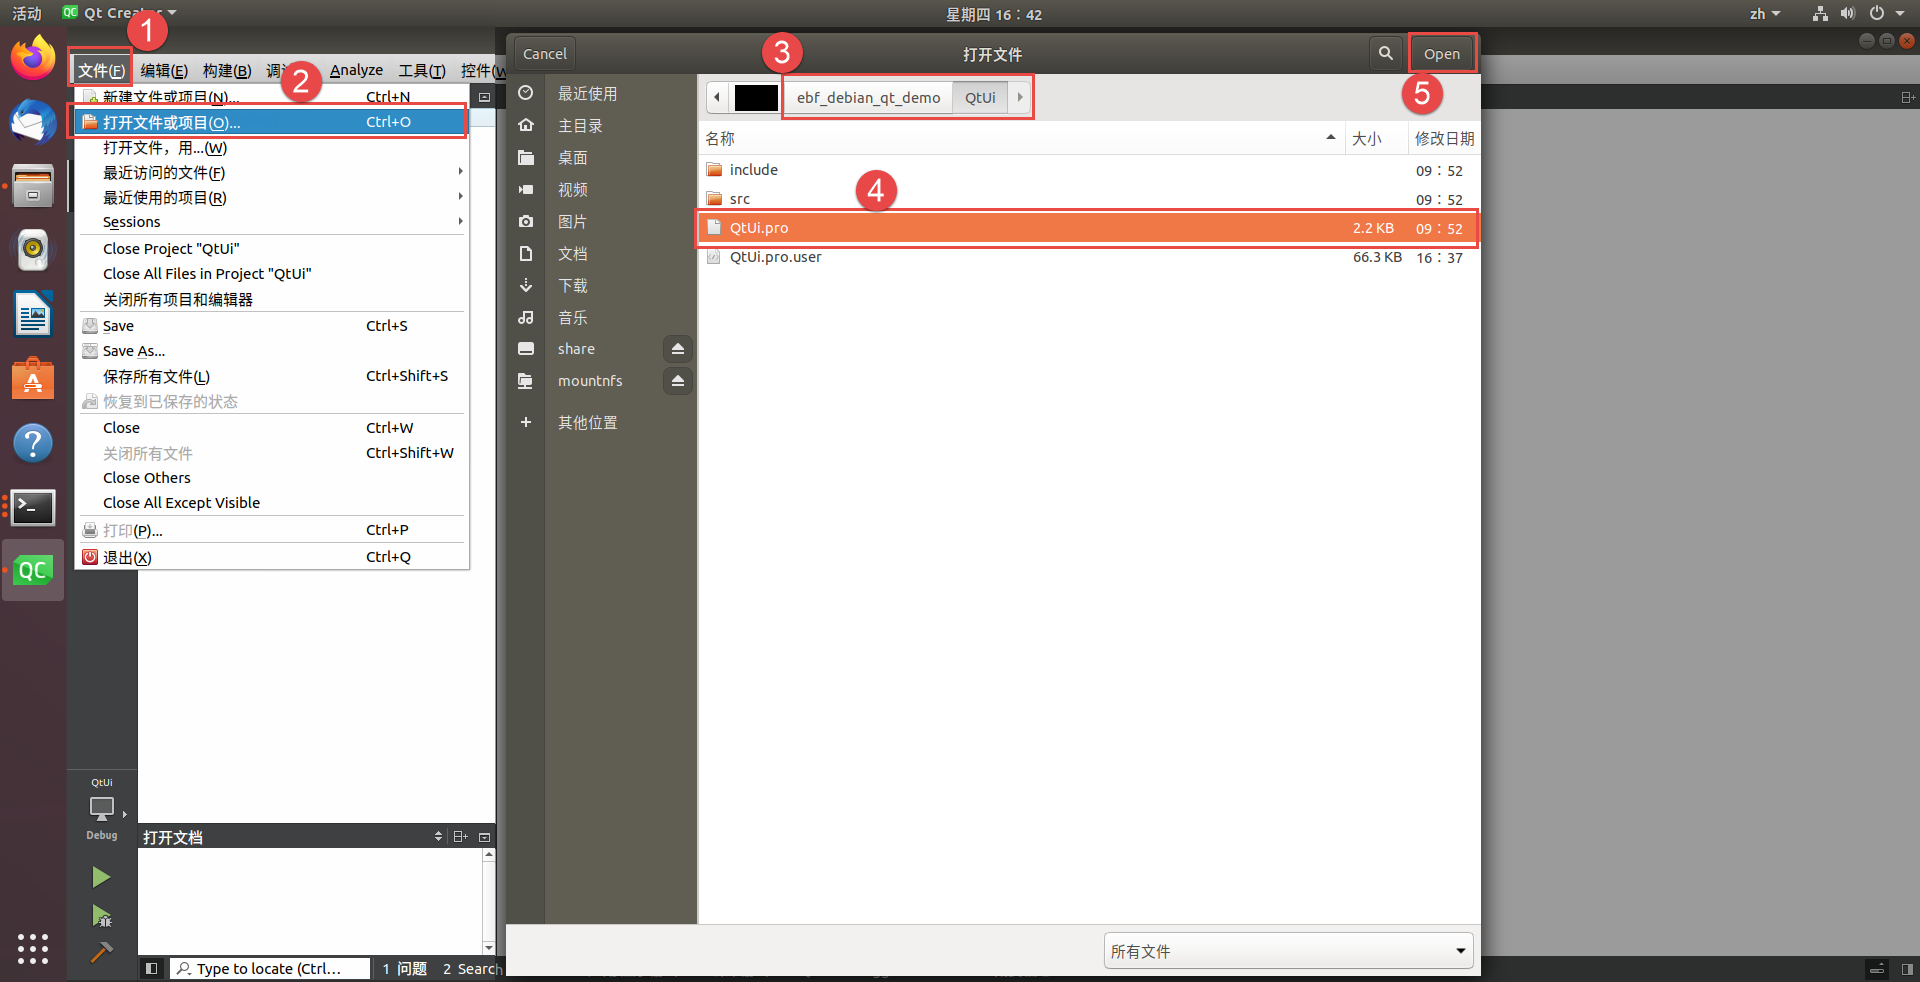 活动
Qt Crea
星期四 16：42
zh
1
文件(F)
编辑(E)
构建(B)
Analyze
工具(T)
2
新建文件或项目(N)...
Ctrl+N
打开文件或项目(O)...
Ctrl+O
打开文件，用...(W)
最近访问的文件(F)
最近使用的项目(R)
Sessions
Close Project "QtUi"
Close All Files in Project "QtUi"
关闭所有项目和编辑器
Save
Ctrl+S
Save As...
保存所有文件(L)
Ctrl+Shift+S
恢复到已保存的状态
Close
Ctrl+W
关闭所有文件
Ctrl+Shift+W
Close Others
Close All Except Visible
打印(P)...
Ctrl+P
退出(X)
Ctrl+Q
QC
QtUi
Debug
打开文档
Type to locate (Ctrl...
1 问题
2 Search
Cancel
3
打开文件
Open
5
ebf_debian_qt_demo
QtUi
最近使用
主目录
桌面
视频
图片
文档
下载
音乐
share
mountnfs
其他位置
名称
大小
修改日期
include
09：52
4
src
09：52
QtUi.pro
2.2 KB
09：52
QtUi.pro.user
66.3 KB
16：37
所有文件